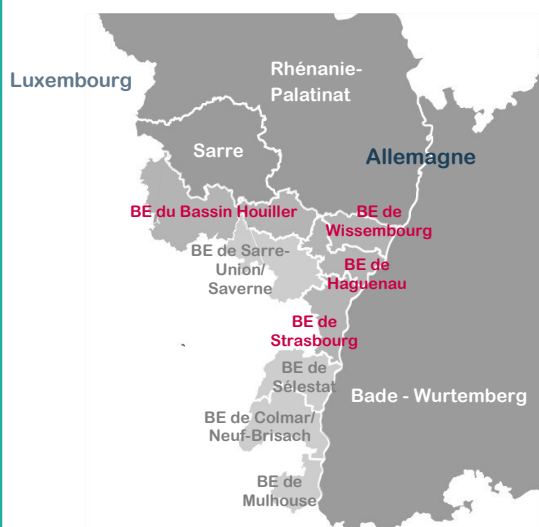 Luxembourg
Rhénanie-
Palatinat
Sarre
Allemagne
BE du Bassin Houiller
BE de
Wissembourg
BE de Sarre-
Union/
Saverne
BE de
Haguenau
BE de
Strasbourg
BE de
Sélestat
Bade - Wurtemberg
BE de Colmar/
Neuf-Brisach
BE de
Mulhouse